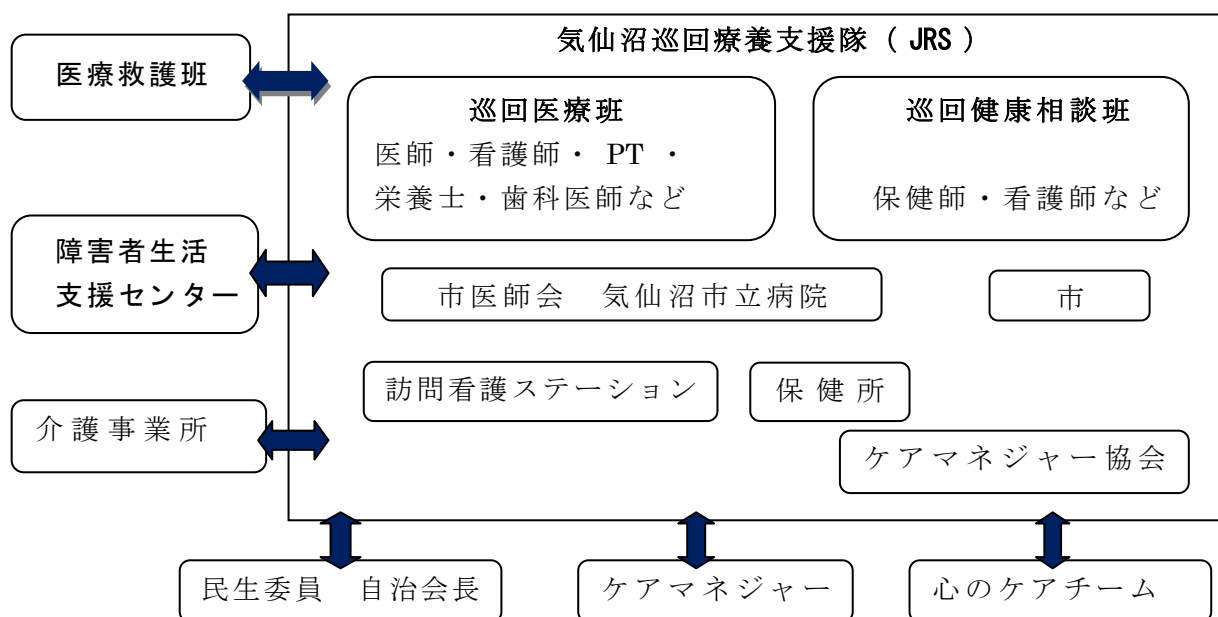 気仙沼巡回療養支援隊 ( JRS )
医療救護班
巡回医療班
医師・看護師・ PT ・
栄養士・歯科医師など
巡回健康相談班
保健師・看護師など
障害者生活
支援センター
市医師会　気仙沼市立病院
市
訪問看護ステーション
保 健 所
介護事業所
ケアマネジャー協会
民生委員　自治会長
ケアマネジャー
心のケアチーム